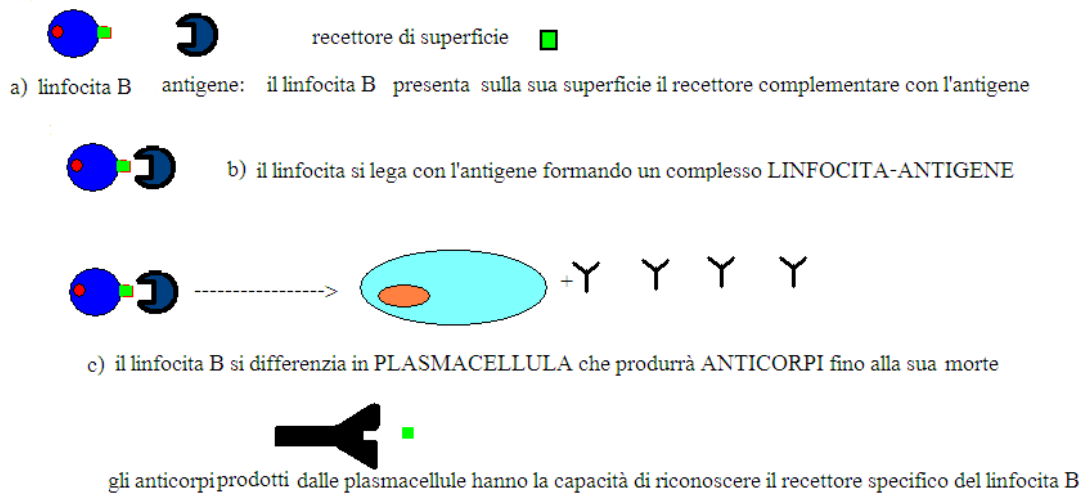 recettore di superficie
a) linfocita B antigene: il linfocita B presenta sulla sua superficie il recettore complementare con l'antigene
b) il linfocita si lega con l'antigene formando un complesso LINFOCITA-ANTIGENE
-----------------> +
c) il linfocita B si differenzia in PLASMACELLULA che produrrà ANTICORPI fino alla sua morte
gli anticorpi prodotti dalle plasmacellule hanno la capacità di riconoscere il recettore specifico del linfocita B